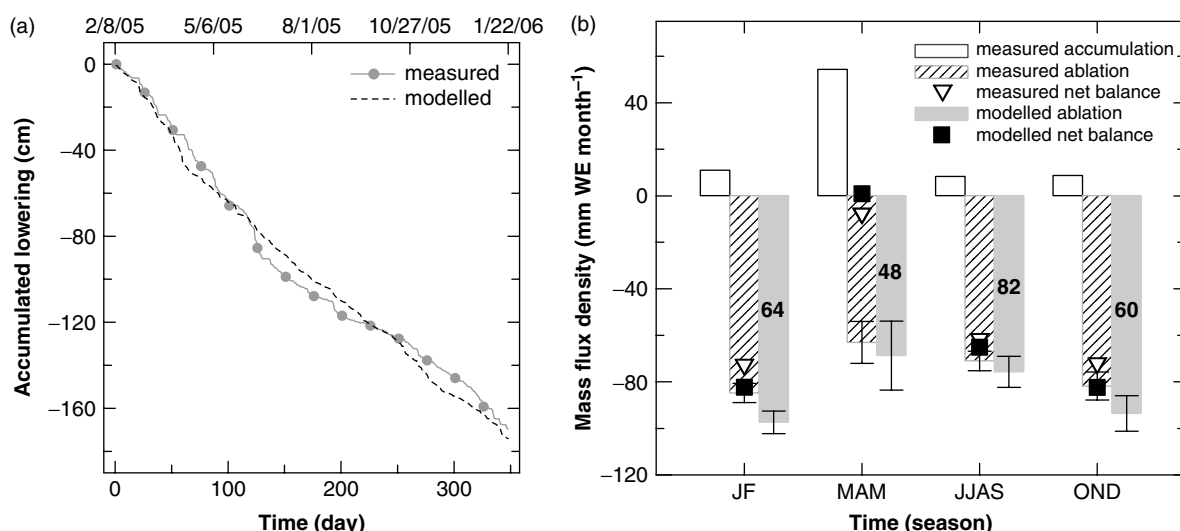 (a)
2/8/05 5/6/05 8/1/05 10/27/05 1/22/06
measured
modelled
Accumulated lowering (cm)
0
−40
−80
−120
−160
0 100 200 300
Time (day)
(b)
measured accumulation
measured ablation
measured net balance
modelled ablation
modelled net balance
Mass flux density (mm WE month−1)
40
0
−40
−80
−120
64 48 82 60
JF MAM JJAS OND
Time (season)